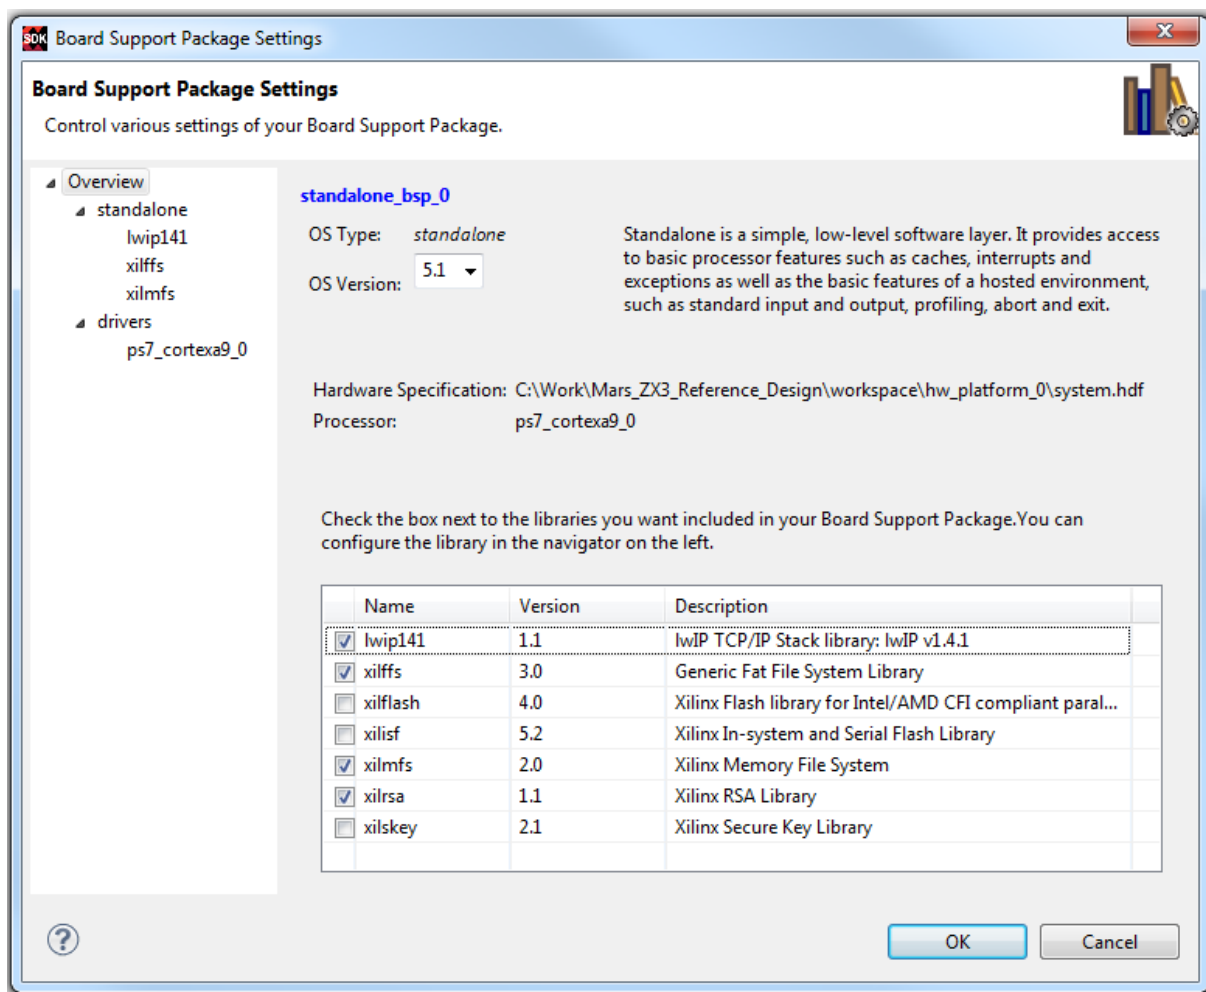 SDK Board Support Package Settings
x
Board Support Package Settings
Control various settings of your Board Support Package.
Overview
standalone
lwip141
xilffs
xilmfs
drivers
ps7_cortexa9_0
standalone_bsp_0
OS Type: standalone
OS Version: 5.1
Standalone is a simple, low-level software layer. It provides access
to basic processor features such as caches, interrupts and
exceptions as well as the basic features of a hosted environment,
such as standard input and output, profiling, abort and exit.
Hardware Specification: C:\Work\Mars_ZX3_Reference_Design\workspace\hw_platform_0\system.hdf
Processor: ps7_cortexa9_0
Check the box next to the libraries you want included in your Board Support Package.You can
configure the library in the navigator on the left.
Name Version Description
lwip141 1.1 lwIP TCP/IP Stack library: lwIP v1.4.1
xilffs 3.0 Generic Fat File System Library
xilflash 4.0 Xilinx Flash library for Intel/AMD CFI compliant paral...
xilisf 5.2 Xilinx In-system and Serial Flash Library
xilmfs 2.0 Xilinx Memory File System
xilrsa 1.1 Xilinx RSA Library
xilskey 2.1 Xilinx Secure Key Library
?
OK Cancel